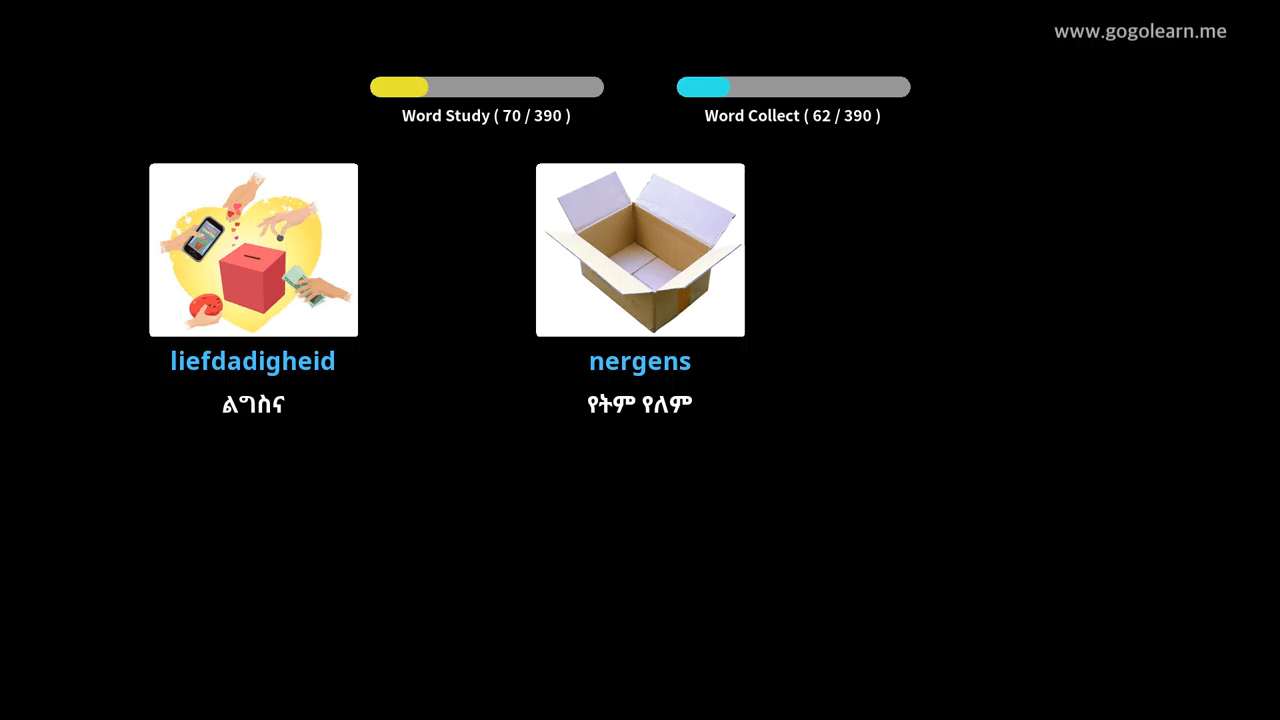 www.gogolearn.me
Word Study ( 70 / 390 )
Word Collect ( 62 / 390 )
liefdadigheid
ልግስና
nergens
የትም የለም